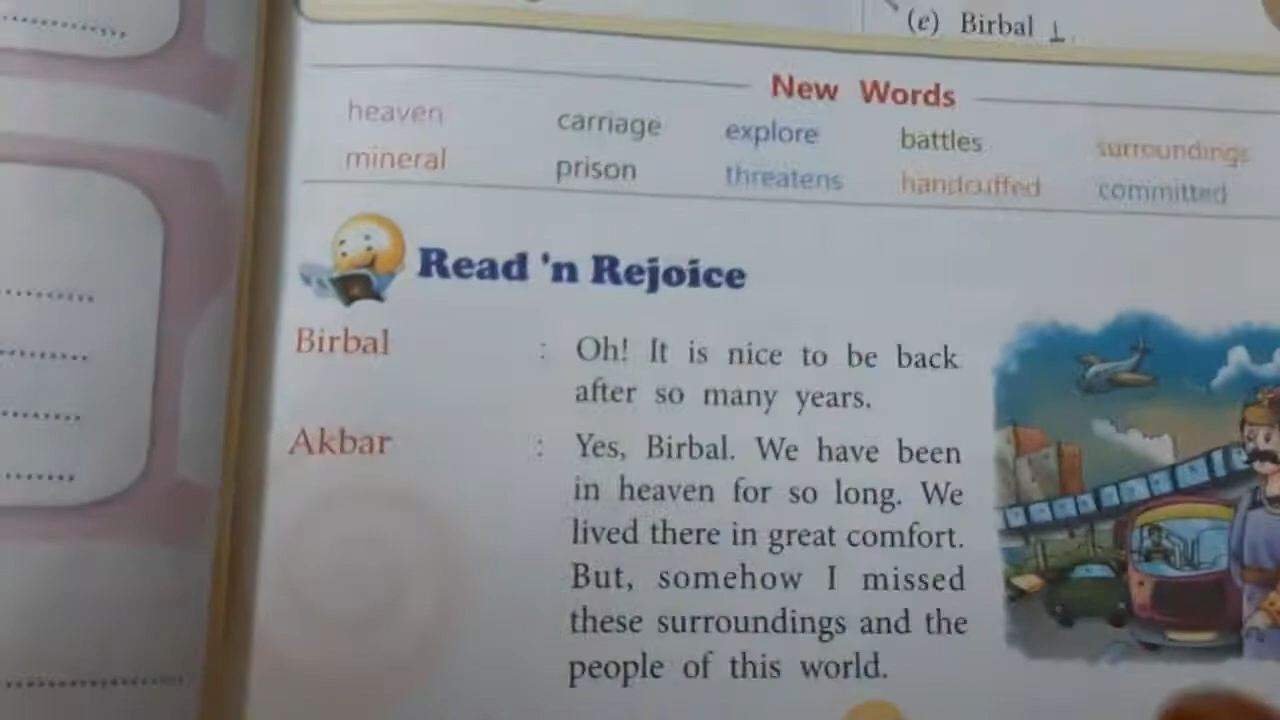 (e) Birbal
New Words
heaven carriage explore battles surroundings
mineral prison threatens handcuffed committed
Read 'n Rejoice
Birbal : Oh! It is nice to be back
after so many years.
Akbar : Yes, Birbal. We have been
in heaven for so long. We
lived there in great comfort.
But, somehow I missed
these surroundings and the
people of this world.